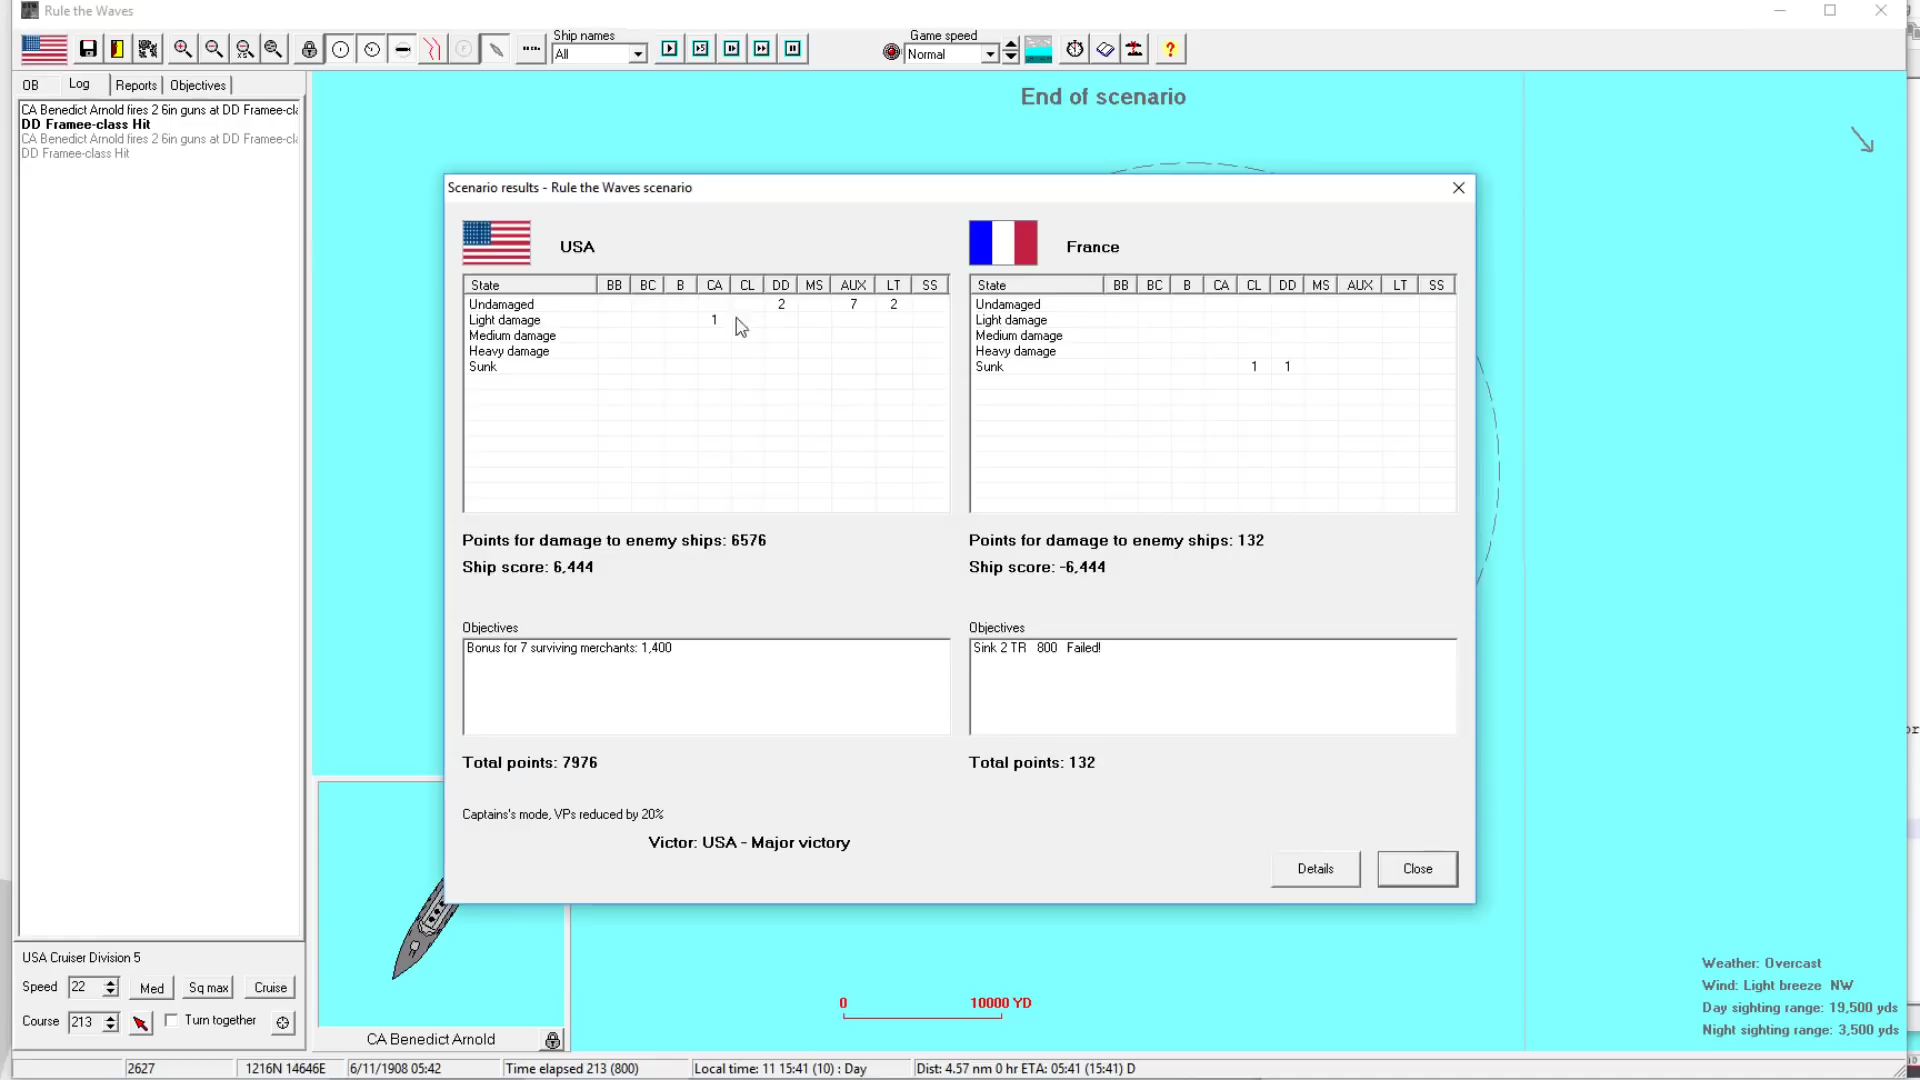 Rule the Waves
Ship names
All
Game speed
Normal
OB
Log
Reports
Objectives
CA Benedict Arnold fires 2 6in guns at DD Framee-cla
DD Framee-class Hit
CA Benedict Arnold fires 2 6in guns at DD Framee-cla
DD Framee-class Hit
End of scenario
Scenario results - Rule the Waves scenario
USA
State BB BC B CA CL DD MS AUX LT SS
Undamaged 2 7 2
Light damage 1
Medium damage
Heavy damage
Sunk
Points for damage to enemy ships: 6576
Ship score: 6,444
Objectives
Bonus for 7 surviving merchants: 1,400
Total points: 7976
France
State BB BC B CA CL DD MS AUX LT SS
Undamaged
Light damage
Medium damage
Heavy damage
Sunk 1 1
Points for damage to enemy ships: 132
Ship score: -6,444
Objectives
Sink 2 TR 800 Failed!
Total points: 132
Captains's mode, VPs reduced by 20%
Victor: USA - Major victory
Details
Close
USA Cruiser Division 5
Speed 22 Med Sq max Cruise
Course 213 Turn together
CA Benedict Arnold
0 10000 YD
Weather: Overcast
Wind: Light breeze NW
Day sighting range: 19,500 yds
Night sighting range: 3,500 yds
2627 1216N 14646E 6/11/1908 05:42 Time elapsed 213 (800) Local time: 11 15:41 (10) : Day Dist: 4.57 nm 0 hr ETA: 05:41 (15:41) D